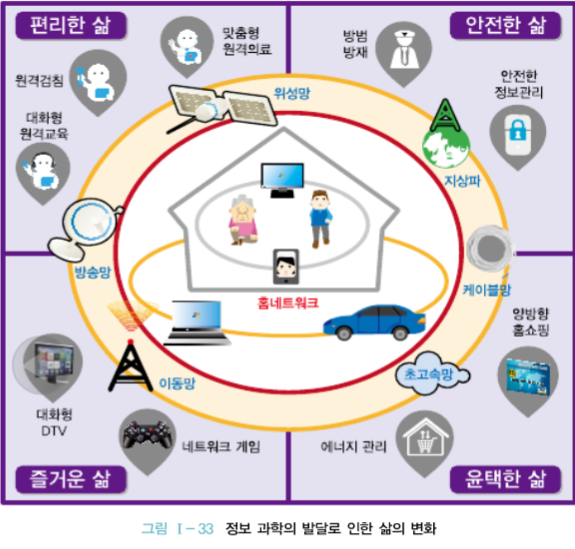 편리한 삶
맞춤형
원격의료
원격검침
대화형
원격교육
방범
방재
안전한 삶
안전한
정보관리
위성망
지상파
방송망
케이블망
홈네트워크
이동망
초고속망
양방향
홈쇼핑
대화형
DTV
네트워크 게임
에너지 관리
즐거운 삶
윤택한 삶
그림 Ⅰ-33 정보 과학의 발달로 인한 삶의 변화